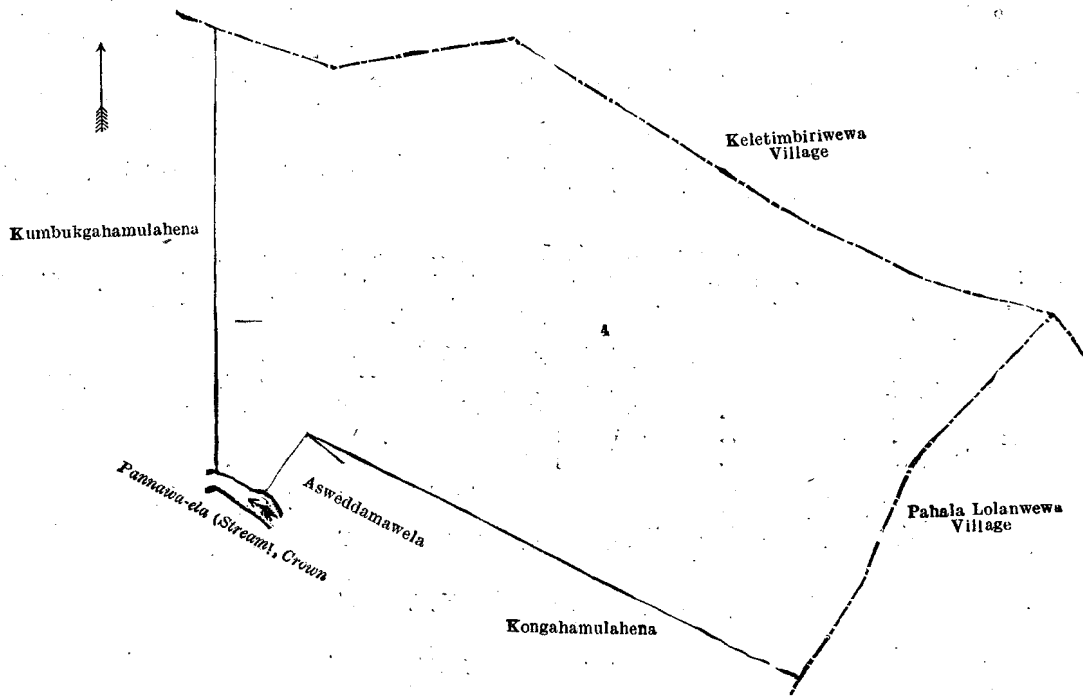 Keletimbiriwewa
Village
Kumbukgahamulahena
4
Asweddamawela
Pannawa-ela (Stream), Crown
Pahala Lolanwewa
Village
Kongahamulahena